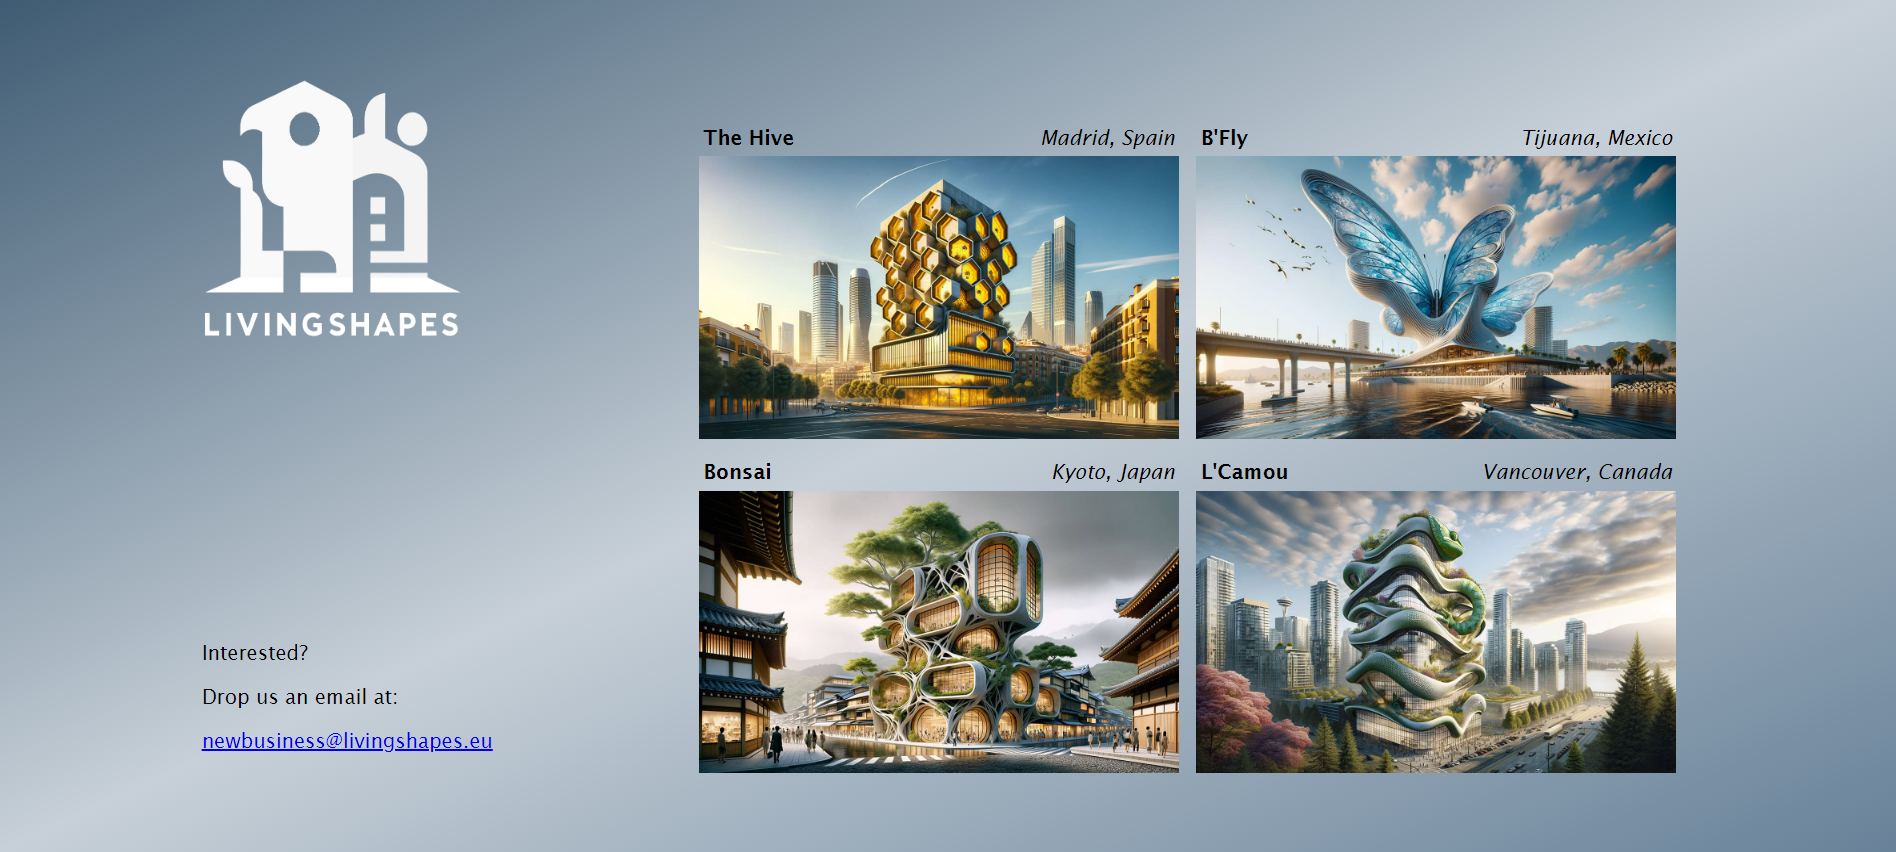 LIVINGSHAPES
Interested?
Drop us an email at:
newbusiness@livingshapes.eu
The Hive
Madrid, Spain
B'Fly
Tijuana, Mexico
Bonsai
Kyoto, Japan
L'Camou
Vancouver, Canada